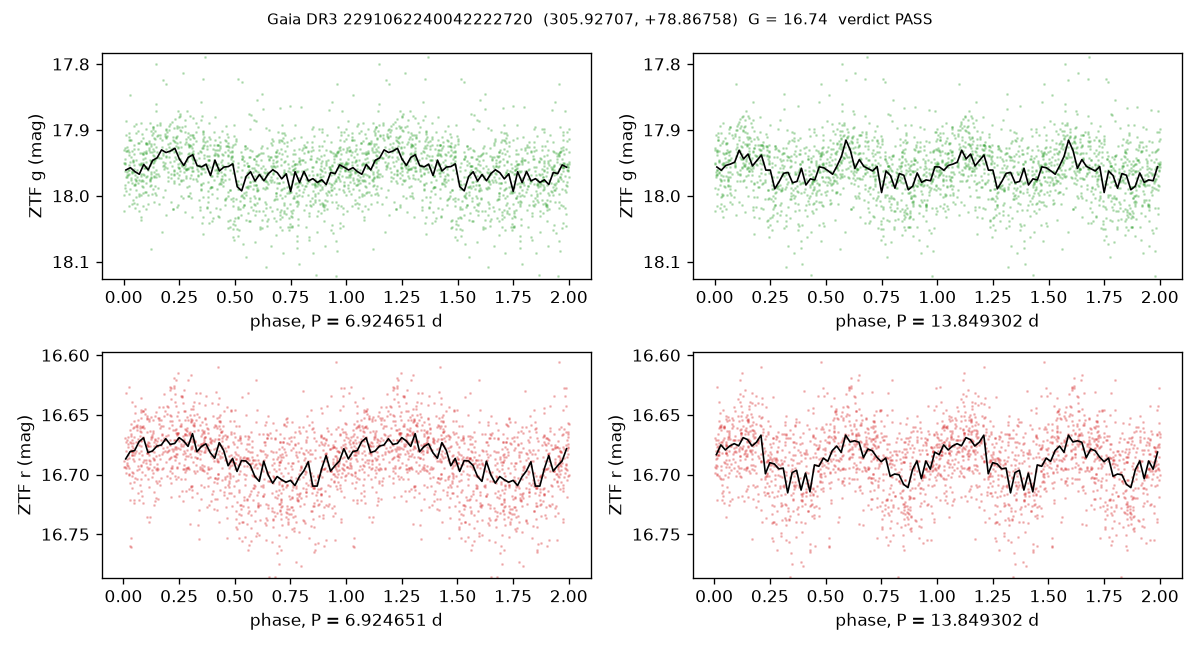 Gaia DR3 2291062240042222720 (305.92707, +78.86758) G = 16.74 verdict PASS
17.8
17.9
18.0
18.1
ZTF g (mag)
0.00 0.25 0.50 0.75 1.00 1.25 1.50 1.75 2.00
phase, P = 6.924651 d
17.8
17.9
18.0
18.1
ZTF g (mag)
0.00 0.25 0.50 0.75 1.00 1.25 1.50 1.75 2.00
phase, P = 13.849302 d
16.60
16.65
16.70
16.75
ZTF r (mag)
0.00 0.25 0.50 0.75 1.00 1.25 1.50 1.75 2.00
phase, P = 6.924651 d
16.60
16.65
16.70
16.75
ZTF r (mag)
0.00 0.25 0.50 0.75 1.00 1.25 1.50 1.75 2.00
phase, P = 13.849302 d